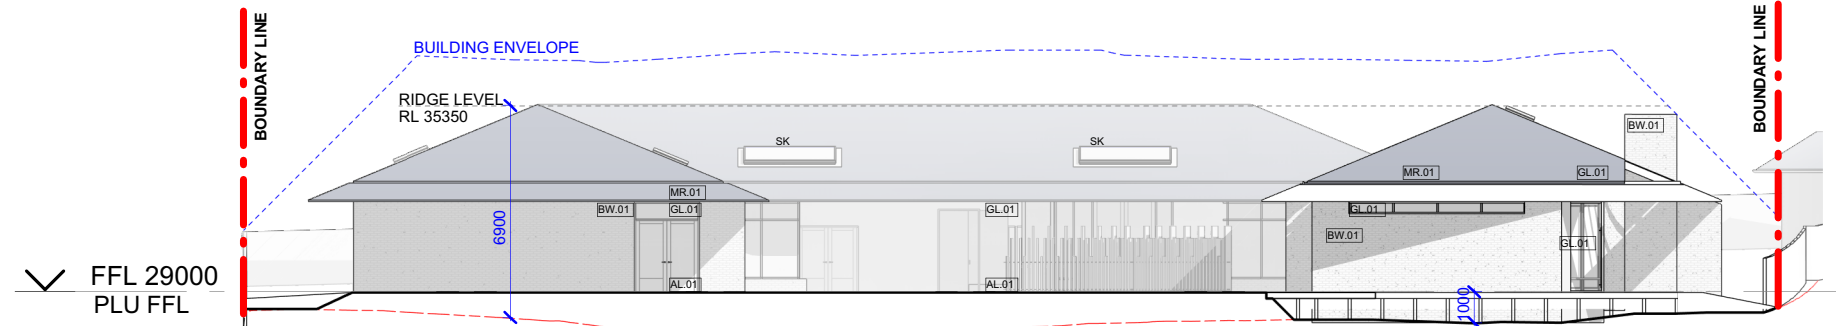 BOUNDARY LINE
BUILDING ENVELOPE
BOUNDARY LINE
RIDGE LEVEL
RL 35350
BW.01
SK
SK
MR.01
GL.01
MR.01
BW.01
GL.01
GL.01
GL.01
6900
BW.01
GL.01
FFL 29000
PLU FFL
AL.01
AL.01
1000